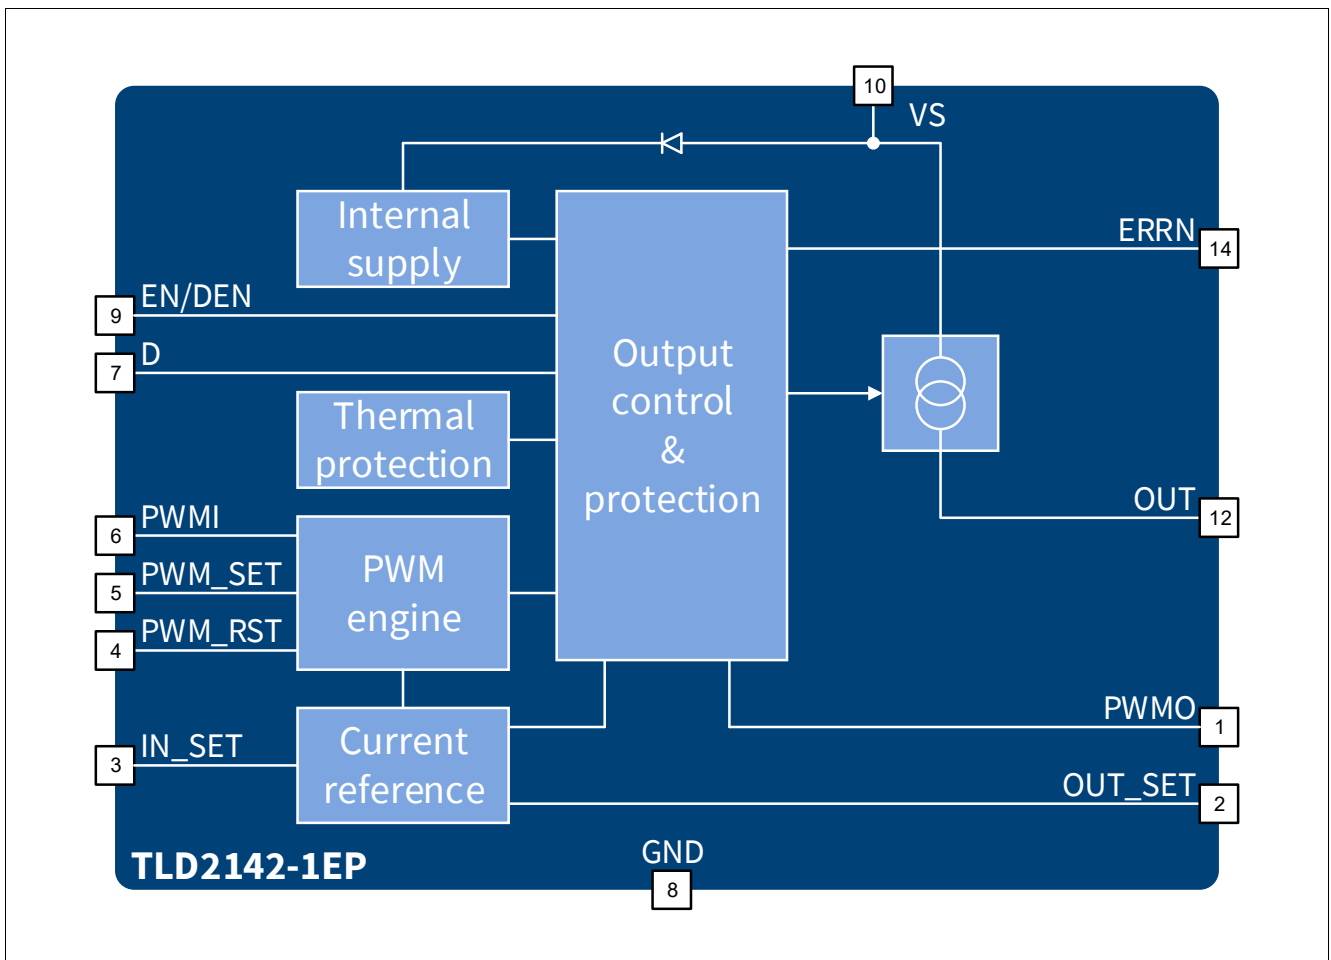 10
VS
Internal
supply
ERRN
14
EN/DEN
9
D
7
Output
control
&
protection
Thermal
protection
PWMI
6
OUT
12
PWM_SET
5
PWM
engine
PWM_RST
4
PWMO
1
IN_SET
3
Current
reference
OUT_SET
2
TLD2142-1EP
GND
8